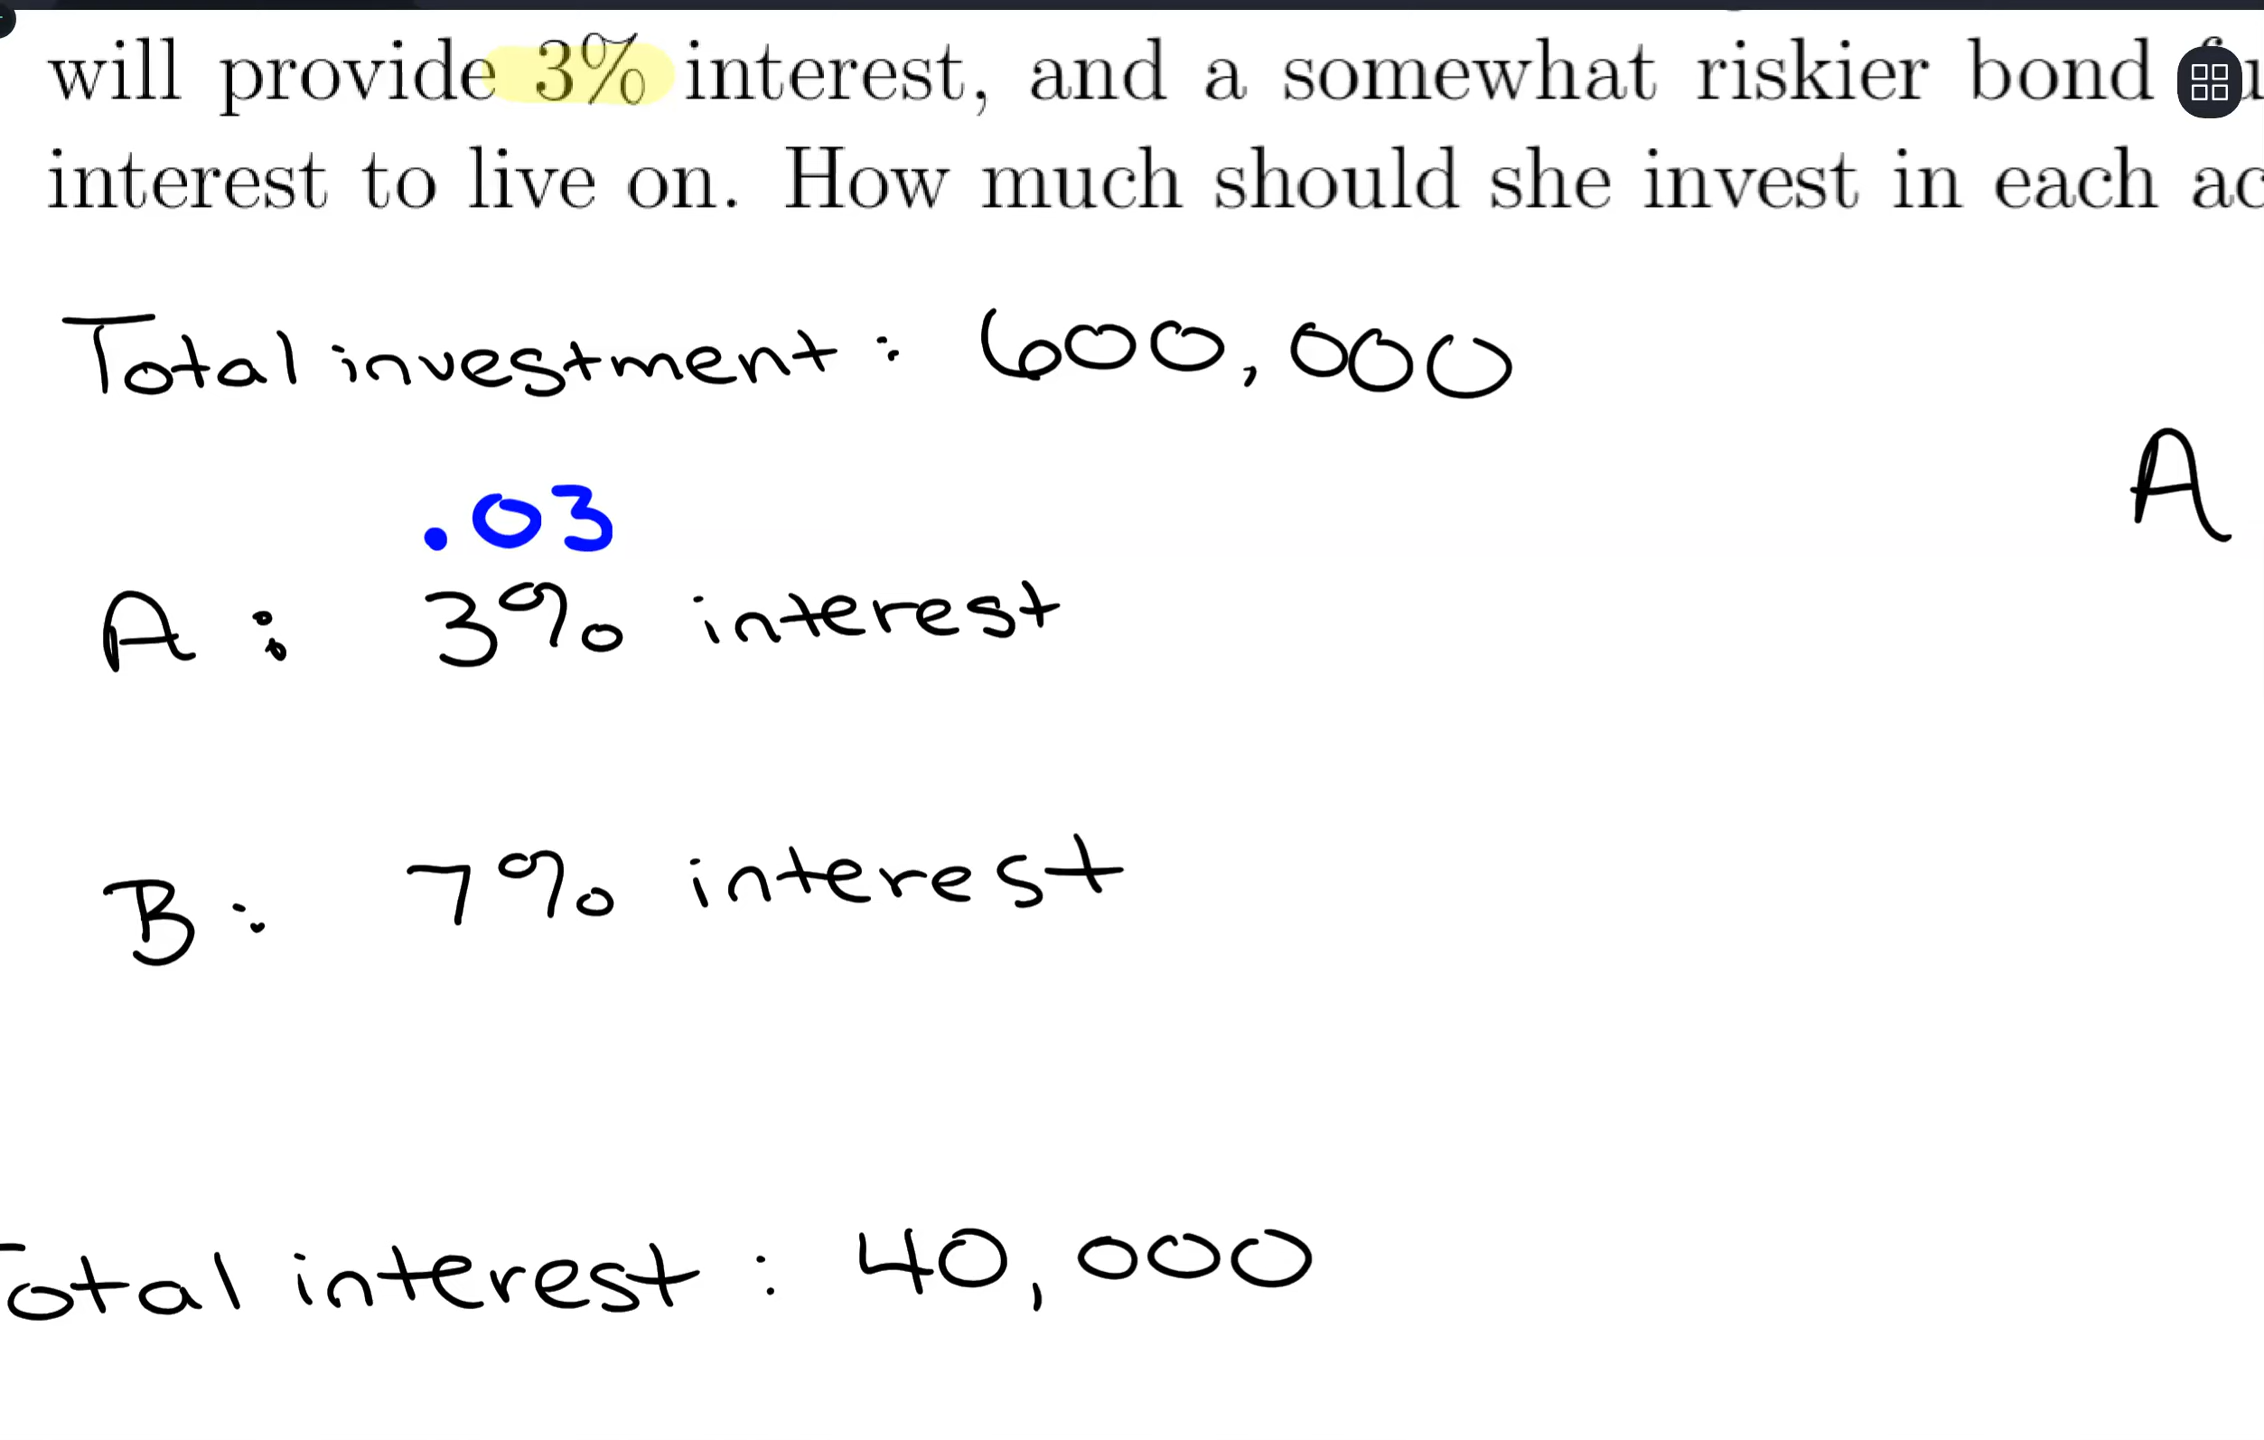 will provide 3% interest, and a somewhat riskier bond
interest to live on. How much should she invest in each
Total investment: 600,000
A
.03
A: 3% interest
B: 7% interest
Total interest: 40,000